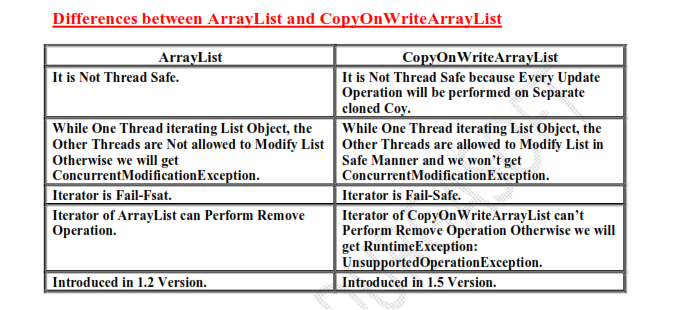 Differences between ArrayList and CopyOnWriteArrayList
ArrayList
CopyOnWriteArrayList
It is Not Thread Safe.
It is Not Thread Safe because Every Update
Operation will be performed on Separate
cloned Coy.
While One Thread iterating List Object, the
Other Threads are Not allowed to Modify List
Otherwise we will get
ConcurrentModificationException.
While One Thread iterating List Object, the
Other Threads are allowed to Modify List in
Safe Manner and we won't get
ConcurrentModificationException.
Iterator is Fail-Fsat.
Iterator is Fail-Safe.
Iterator of ArrayList can Perform Remove
Operation.
Iterator of CopyOnWriteArrayList can't
Perform Remove Operation Otherwise we will
get RuntimeException:
UnsupportedOperationException.
Introduced in 1.2 Version.
Introduced in 1.5 Version.